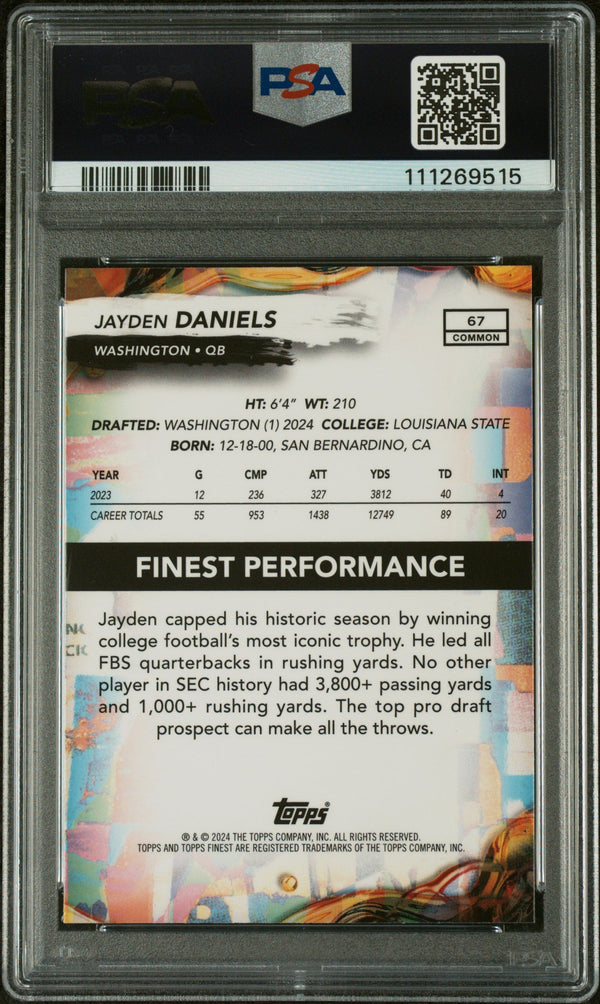 PSA
PSA
111269515
JAYDEN DANIELS
WASHINGTON • QB
67
COMMON
HT: 6'4" WT: 210
DRAFTED: WASHINGTON (1) 2024 COLLEGE: LOUISIANA STATE
BORN: 12-18-00, SAN BERNARDINO, CA
YEAR G CMP ATT YDS TD INT
2023 12 236 327 3812 40 4
CAREER TOTALS 55 953 1438 12749 89 20
FINEST PERFORMANCE
Jayden capped his historic season by winning
college football's most iconic trophy. He led all
FBS quarterbacks in rushing yards. No other
player in SEC history had 3,800+ passing yards
and 1,000+ rushing yards. The top pro draft
prospect can make all the throws.
Topps®
® & © 2024 THE TOPPS COMPANY, INC. ALL RIGHTS RESERVED.
TOPPS AND TOPPS FINEST ARE REGISTERED TRADEMARKS OF THE TOPPS COMPANY, INC.
PSA